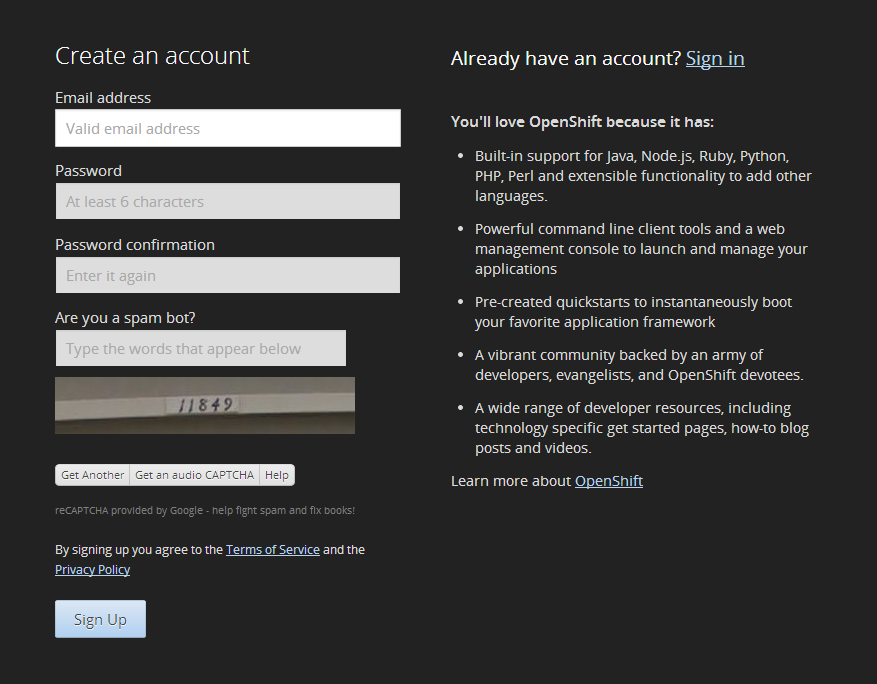 Create an account
Email address
Valid email address
Password
At least 6 characters
Password confirmation
Enter it again
Are you a spam bot?
Type the words that appear below
11849
Get Another Get an audio CAPTCHA Help
reCAPTCHA provided by Google - help fight spam and fix books!
By signing up you agree to the Terms of Service and the
Privacy Policy
Sign Up
Already have an account? Sign in
You'll love OpenShift because it has:
• Built-in support for Java, Node.js, Ruby, Python,
PHP, Perl and extensible functionality to add other
languages.
• Powerful command line client tools and a web
management console to launch and manage your
applications
• Pre-created quickstarts to instantaneously boot
your favorite application framework
• A vibrant community backed by an army of
developers, evangelists, and OpenShift devotees.
• A wide range of developer resources, including
technology specific get started pages, how-to blog
posts and videos.
Learn more about OpenShift